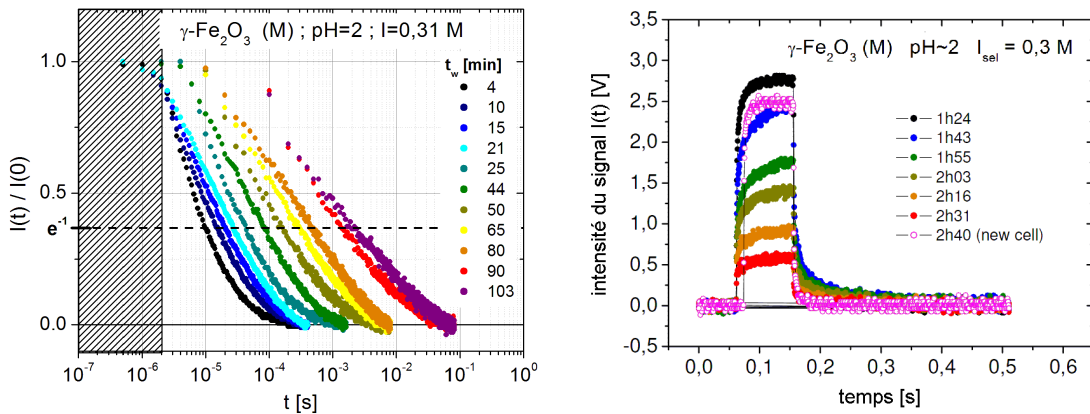 γ-Fe₂O₃ (M) ; pH=2 ; I=0,31 M
t_w [min]
4
10
15
21
25
44
50
65
80
90
103
I(t) / I(0)
1.0
0.5
e⁻¹
0.0
10⁻⁷ 10⁻⁶ 10⁻⁵ 10⁻⁴ 10⁻³ 10⁻² 10⁻¹ 10⁰
t [s]
γ-Fe₂O₃ (M) pH~2 I_sel = 0,3 M
intensité du signal I(t) [V]
3,5
3,0
2,5
2,0
1,5
1,0
0,5
0,0
-0,5
1h24
1h43
1h55
2h03
2h16
2h31
2h40 (new cell)
0,0 0,1 0,2 0,3 0,4 0,5 0,6
temps [s]